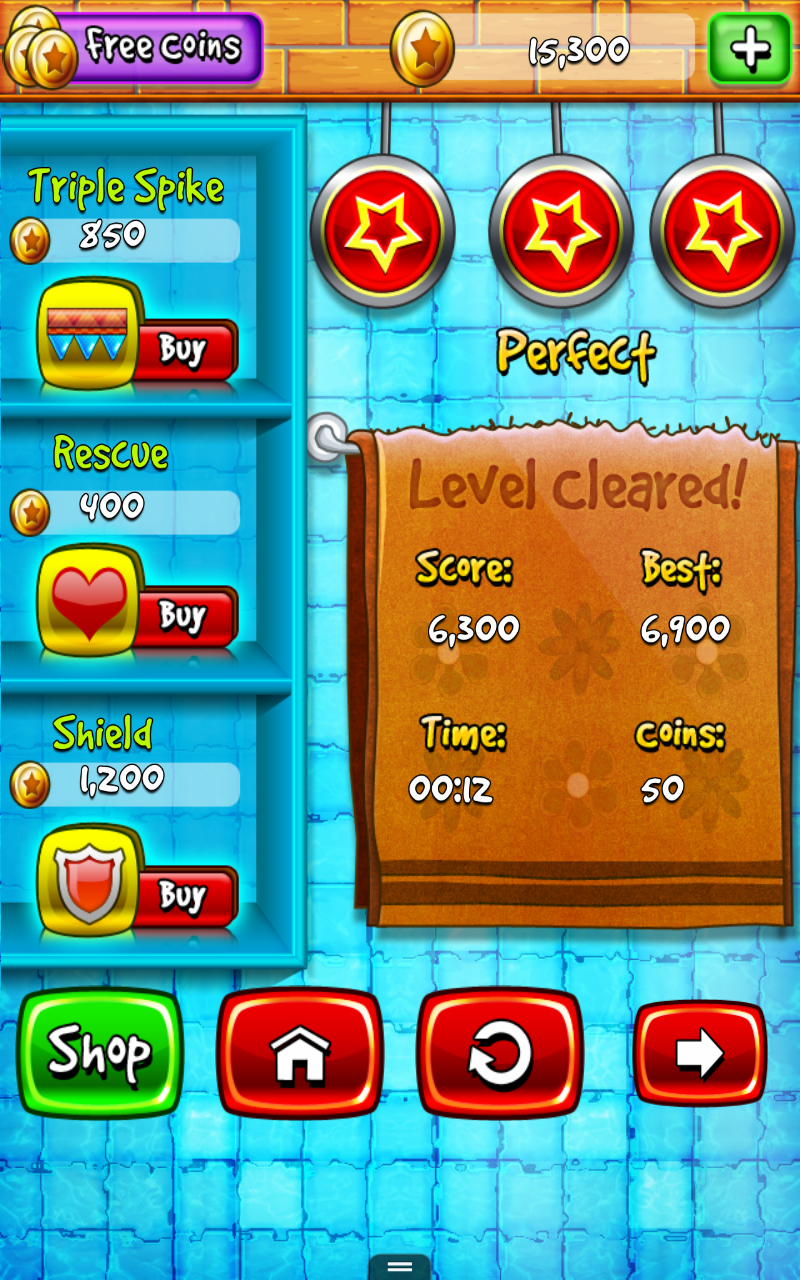 Free Coins
15,300
Triple Spike
850
Buy
Rescue
400
Buy
Shield
1,200
Buy
Perfect
Level Cleared!
Score: Best:
6,300 6,900
Time: Coins:
00:12 50
Shop